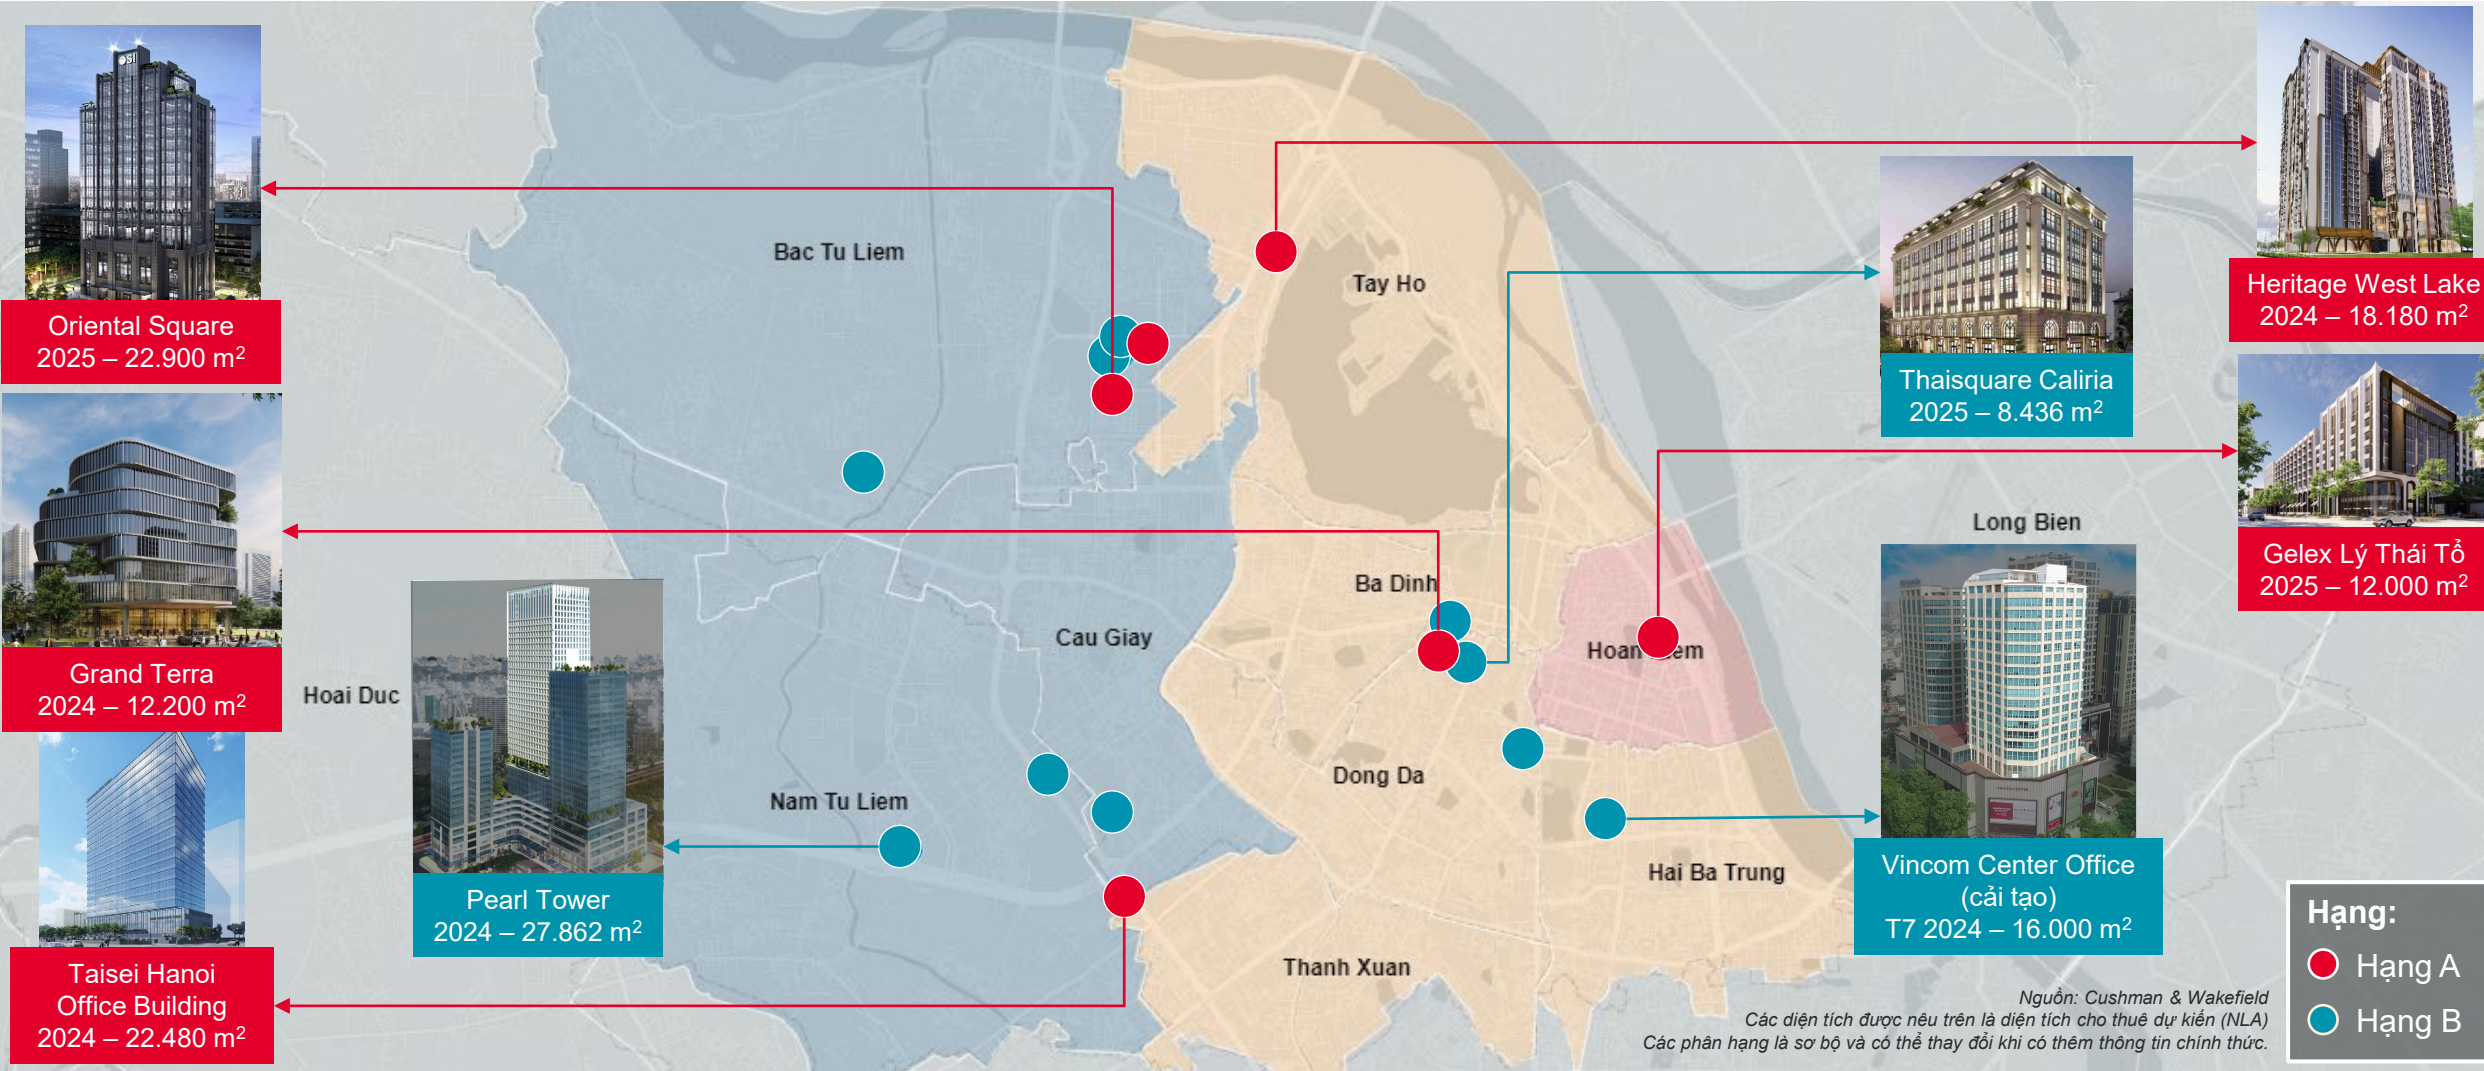 OSI
Oriental Square
2025 – 22.900 m²
Grand Terra
2024 – 12.200 m²
Taisei Hanoi
Office Building
2024 – 22.480 m²
Pearl Tower
2024 – 27.862 m²
Hoai Duc
Bac Tu Liem
Tay Ho
Ba Dinh
Cau Giay
Hoan
em
Nam Tu Liem
Dong Da
Hai Ba Trung
Thanh Xuan
Long Bien
Thaisquare Caliria
2025 – 8.436 m²
Heritage West Lake
2024 – 18.180 m²
Gelex Lý Thái Tổ
2025 – 12.000 m²
Vincom Center Office
(cải tạo)
T7 2024 – 16.000 m²
Nguồn: Cushman & Wakefield
Các diện tích được nêu trên là diện tích cho thuê dự kiến (NLA)
Các phân hạng là sơ bộ và có thể thay đổi khi có thêm thông tin chính thức.
Hạng:
Hạng A
Hạng B